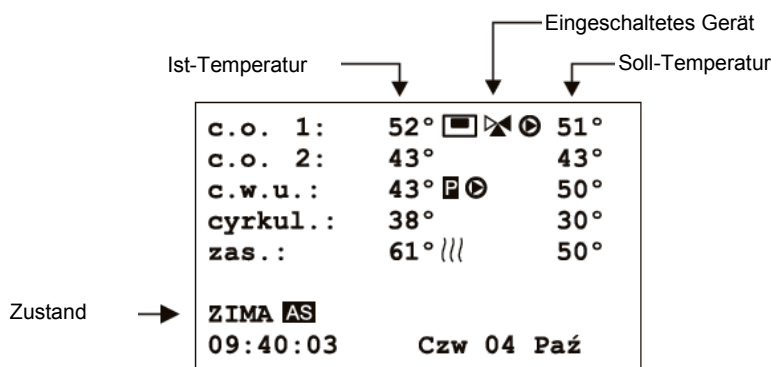 Eingeschaltetes Gerät
Ist-Temperatur
Soll-Temperatur
c.o. 1: 52° 51°
c.o. 2: 43° 43°
c.w.u.: 43° P 50°
cyrkul.: 38° 30°
zas.: 61° 50°
Zustand
ZIMA AS
09:40:03 Czw 04 Paź